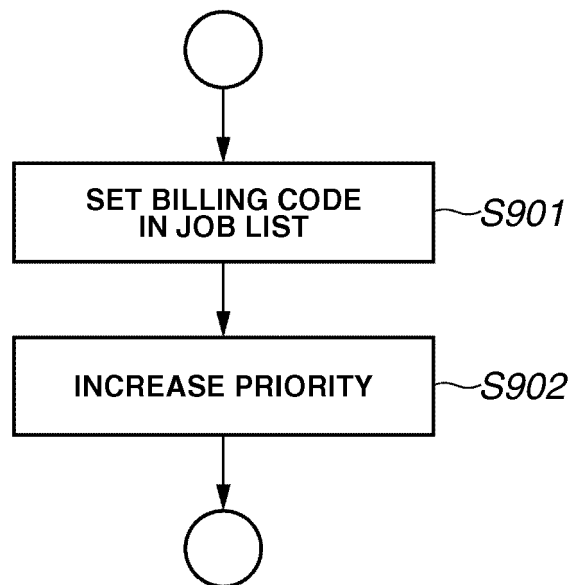 SET BILLING CODE
IN JOB LIST
S901
INCREASE PRIORITY
S902